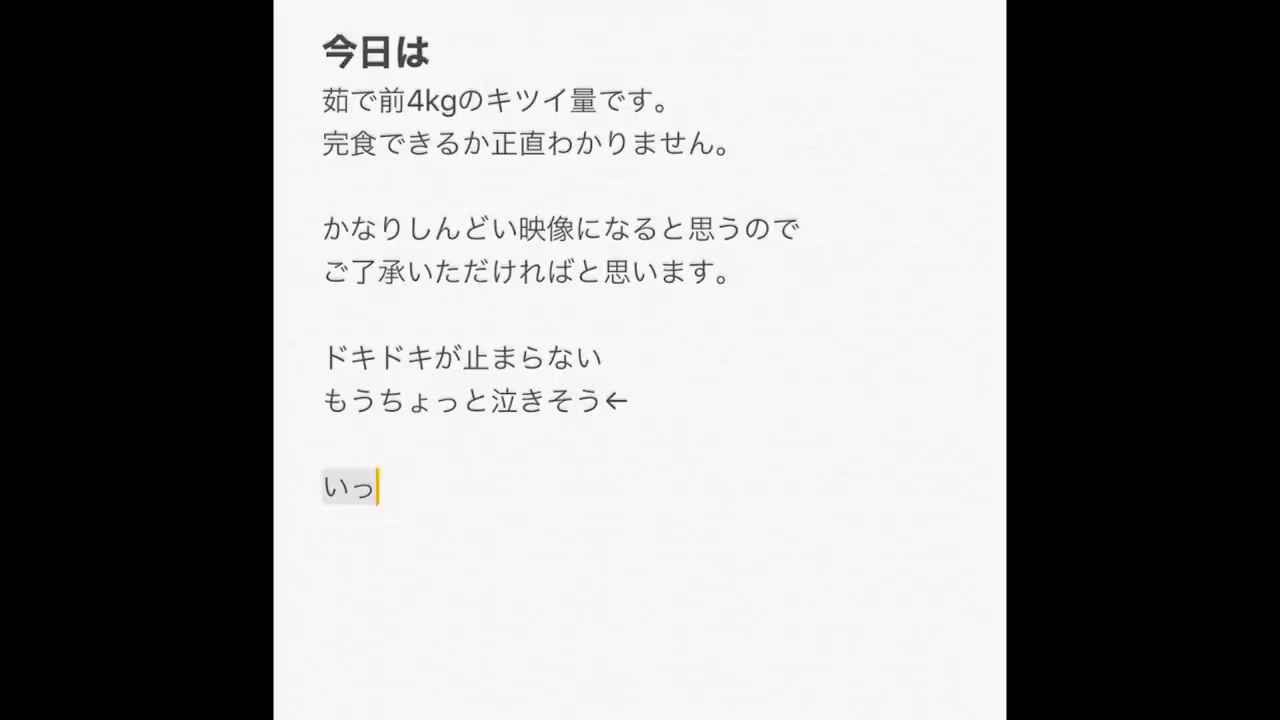 今日は
茹で前4kgのキツイ量です。
完食できるか正直わかりません。
かなりしんどい映像になると思うので
ご了承いただければと思います。
ドキドキが止まらない
もうちょっと泣きそう←
いっ